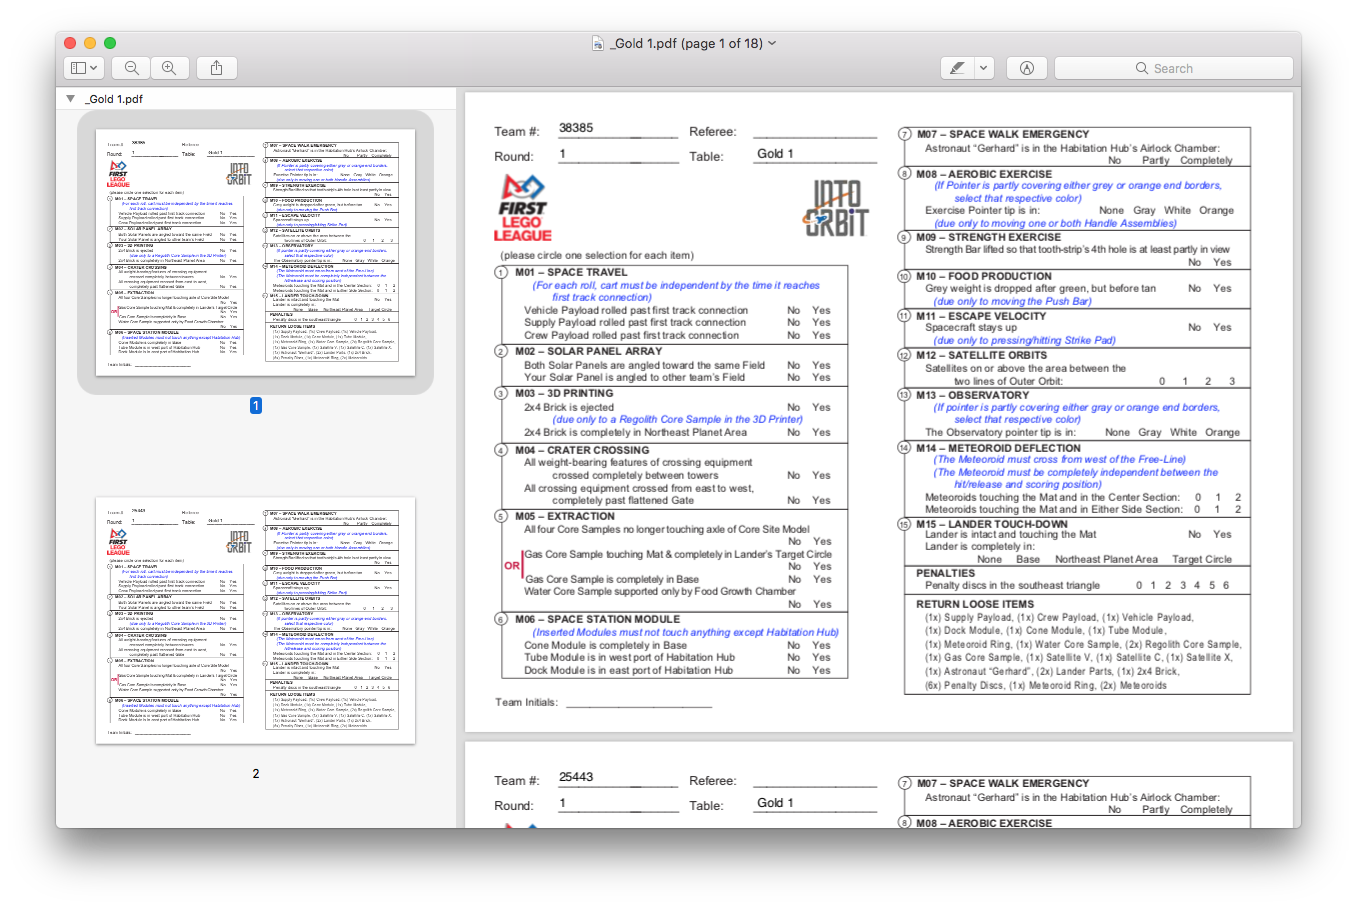 _Gold 1.pdf (page 1 of 18)
Search
_Gold 1.pdf
1
2
Team #: 38385 Referee:
Round: 1 Table: Gold 1
FIRST
LEGO
LEAGUE
INTO
ORBIT
(please circle one selection for each item)
1 M01 – SPACE TRAVEL
(For each roll, cart must be independent by the time it reaches
first track connection)
Vehicle Payload rolled past first track connection No Yes
Supply Payload rolled past first track connection No Yes
Crew Payload rolled past first track connection No Yes
2 M02 – SOLAR PANEL ARRAY
Both Solar Panels are angled toward the same Field No Yes
Your Solar Panel is angled to other team's Field No Yes
3 M03 – 3D PRINTING
2x4 Brick is ejected No Yes
(due only to a Regolith Core Sample in the 3D Printer)
2x4 Brick is completely in Northeast Planet Area No Yes
4 M04 – CRATER CROSSING
All weight-bearing features of crossing equipment
crossed completely between towers No Yes
All crossing equipment crossed from east to west,
completely past flattened Gate No Yes
5 M05 – EXTRACTION
All four Core Samples no longer touching axle of Core Site Model
No Yes
Gas Core Sample touching Mat & completely in Lander's Target Circle
OR No Yes
Gas Core Sample is completely in Base No Yes
Water Core Sample supported only by Food Growth Chamber
No Yes
6 M06 – SPACE STATION MODULE
(Inserted Modules must not touch anything except Habitation Hub)
Cone Module is completely in Base No Yes
Tube Module is in west port of Habitation Hub No Yes
Dock Module is in east port of Habitation Hub No Yes
Team Initials:
7 M07 – SPACE WALK EMERGENCY
Astronaut “Gerhard” is in the Habitation Hub's Airlock Chamber:
No Partly Completely
8 M08 – AEROBIC EXERCISE
(If Pointer is partly covering either grey or orange end borders,
select that respective color)
Exercise Pointer tip is in: None Gray White Orange
(due only to moving one or both Handle Assemblies)
9 M09 – STRENGTH EXERCISE
Strength Bar lifted so that tooth-strip's 4th hole is at least partly in view
No Yes
10 M10 – FOOD PRODUCTION
Grey weight is dropped after green, but before tan No Yes
(due only to moving the Push Bar)
11 M11 – ESCAPE VELOCITY
Spacecraft stays up No Yes
(due only to pressing/hitting Strike Pad)
12 M12 – SATELLITE ORBITS
Satellites on or above the area between the
two lines of Outer Orbit: 0 1 2 3
13 M13 – OBSERVATORY
(If pointer is partly covering either gray or orange end borders,
select that respective color)
The Observatory pointer tip is in: None Gray White Orange
14 M14 – METEOROID DEFLECTION
(The Meteoroid must cross from west of the Free-Line)
(The Meteoroid must be completely independent between the
hit/release and scoring position)
Meteoroids touching the Mat and in the Center Section: 0 1 2
Meteoroids touching the Mat and in Either Side Section: 0 1 2
15 M15 – LANDER TOUCH-DOWN
Lander is intact and touching the Mat No Yes
Lander is completely in:
None Base Northeast Planet Area Target Circle
PENALTIES
Penalty discs in the southeast triangle 0 1 2 3 4 5 6
RETURN LOOSE ITEMS
(1x) Supply Payload, (1x) Crew Payload, (1x) Vehicle Payload,
(1x) Dock Module, (1x) Cone Module, (1x) Tube Module,
(1x) Meteoroid Ring, (1x) Water Core Sample, (2x) Regolith Core Sample,
(1x) Gas Core Sample, (1x) Satellite V, (1x) Satellite C, (1x) Satellite X,
(1x) Astronaut “Gerhard”, (2x) Lander Parts, (1x) 2x4 Brick,
(6x) Penalty Discs, (1x) Meteoroid Ring, (2x) Meteoroids
Team #: 25443 Referee:
Round: 1 Table: Gold 1
7 M07 – SPACE WALK EMERGENCY
Astronaut “Gerhard” is in the Habitation Hub's Airlock Chamber:
No Partly Completely
8 M08 – AEROBIC EXERCISE